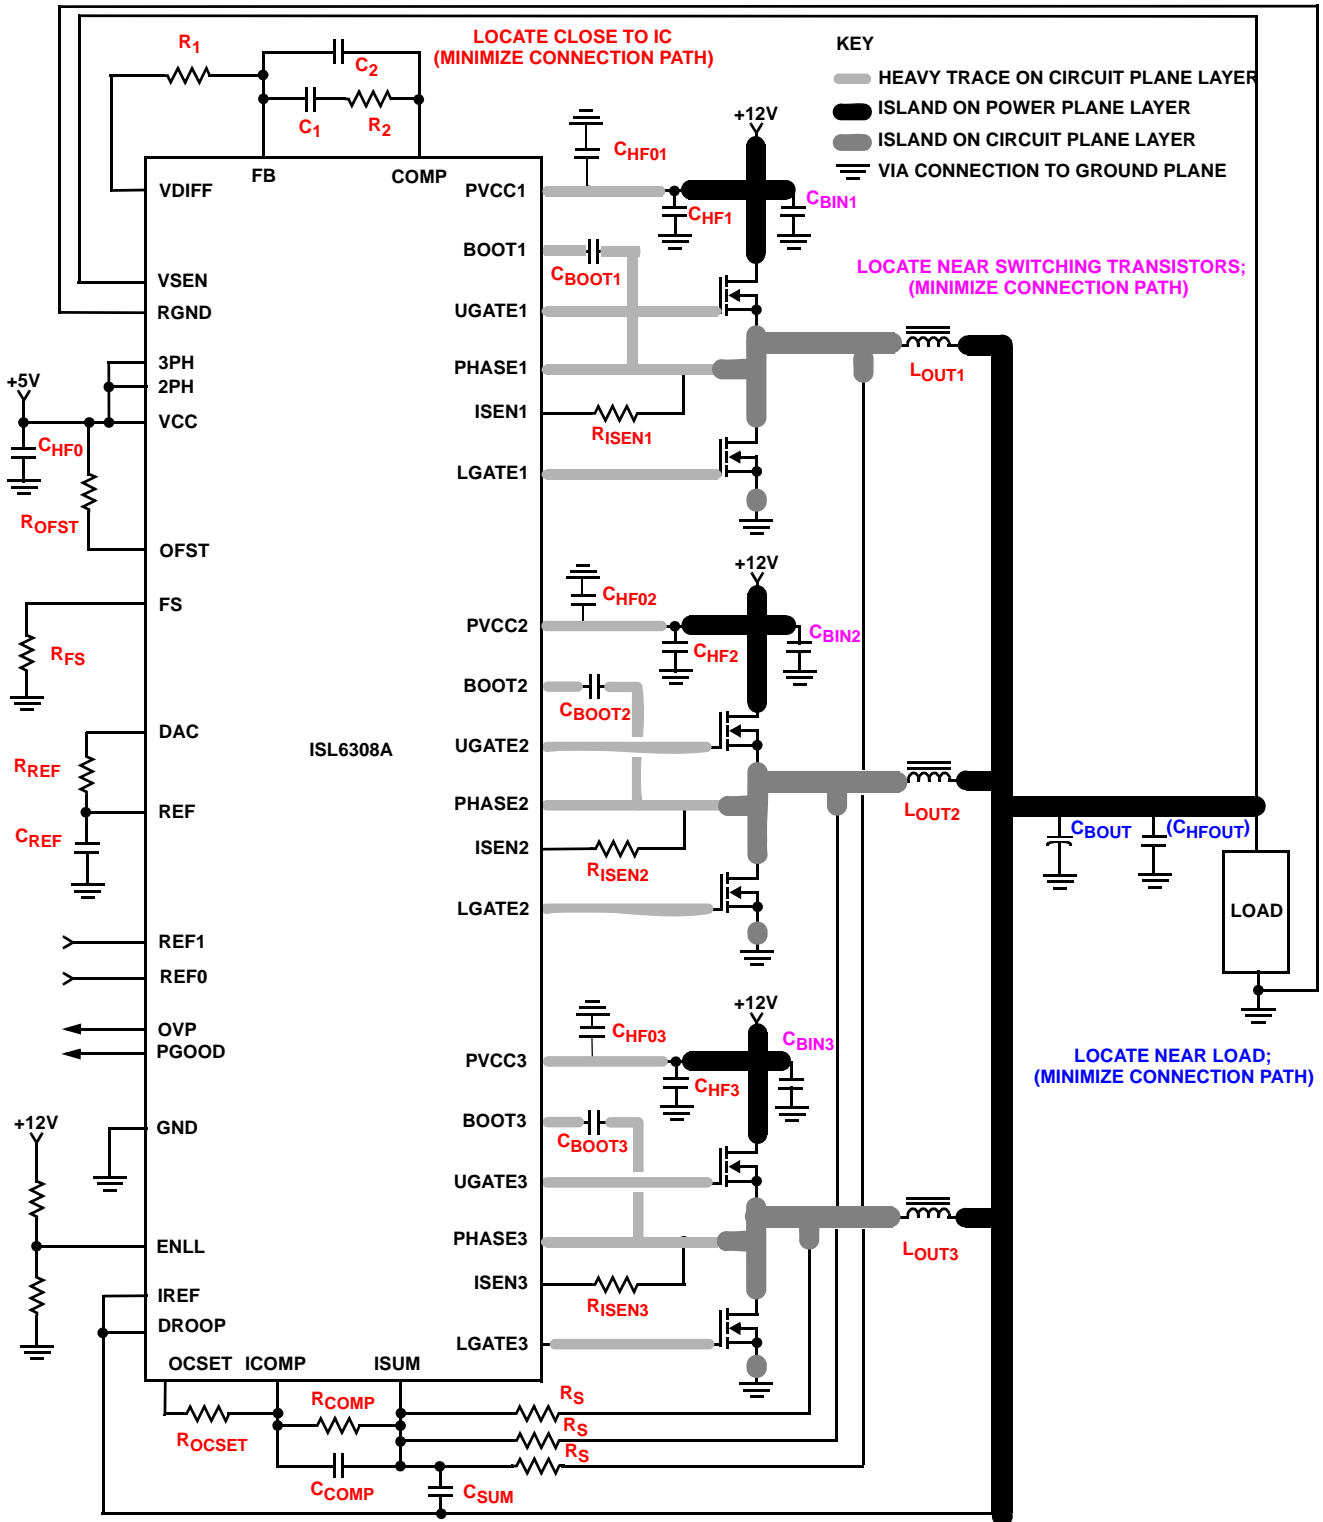 LOCATE CLOSE TO IC
(MINIMIZE CONNECTION PATH)
KEY
HEAVY TRACE ON CIRCUIT PLANE LAYER
ISLAND ON POWER PLANE LAYER
ISLAND ON CIRCUIT PLANE LAYER
VIA CONNECTION TO GROUND PLANE
R1
C2
C1
R2
+12V
CHF01
FB
COMP
VDIFF
PVCC1
CHF1
CBIN1
BOOT1
CBOOT1
LOCATE NEAR SWITCHING TRANSISTORS;
(MINIMIZE CONNECTION PATH)
VSEN
RGND
UGATE1
3PH
2PH
PHASE1
LOUT1
+5V
VCC
ISEN1
RISEN1
CHF0
LGATE1
ROFST
OFST
+12V
CHF02
FS
PVCC2
CHF2
CBIN2
RFS
BOOT2
CBOOT2
DAC
ISL6308A
UGATE2
RREF
REF
PHASE2
LOUT2
CREF
CBOUT
(CHFOUT)
ISEN2
RISEN2
LGATE2
LOAD
REF1
REF0
+12V
OVP
PGOOD
CHF03
CBIN3
PVCC3
CHF3
LOCATE NEAR LOAD;
(MINIMIZE CONNECTION PATH)
+12V
GND
BOOT3
CBOOT3
UGATE3
ENLL
PHASE3
LOUT3
ISEN3
RISEN3
IREF
DROOP
LGATE3
OCSET
ICOMP
ISUM
RCOMP
RS
ROCSET
RS
RS
CCOMP
CSUM